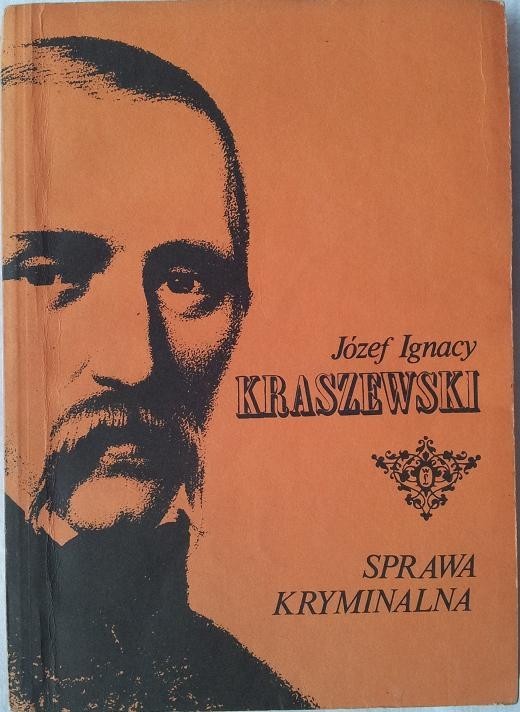 Józef Ignacy
KRASZEWSKI
SPRAWA
KRYMINALNA